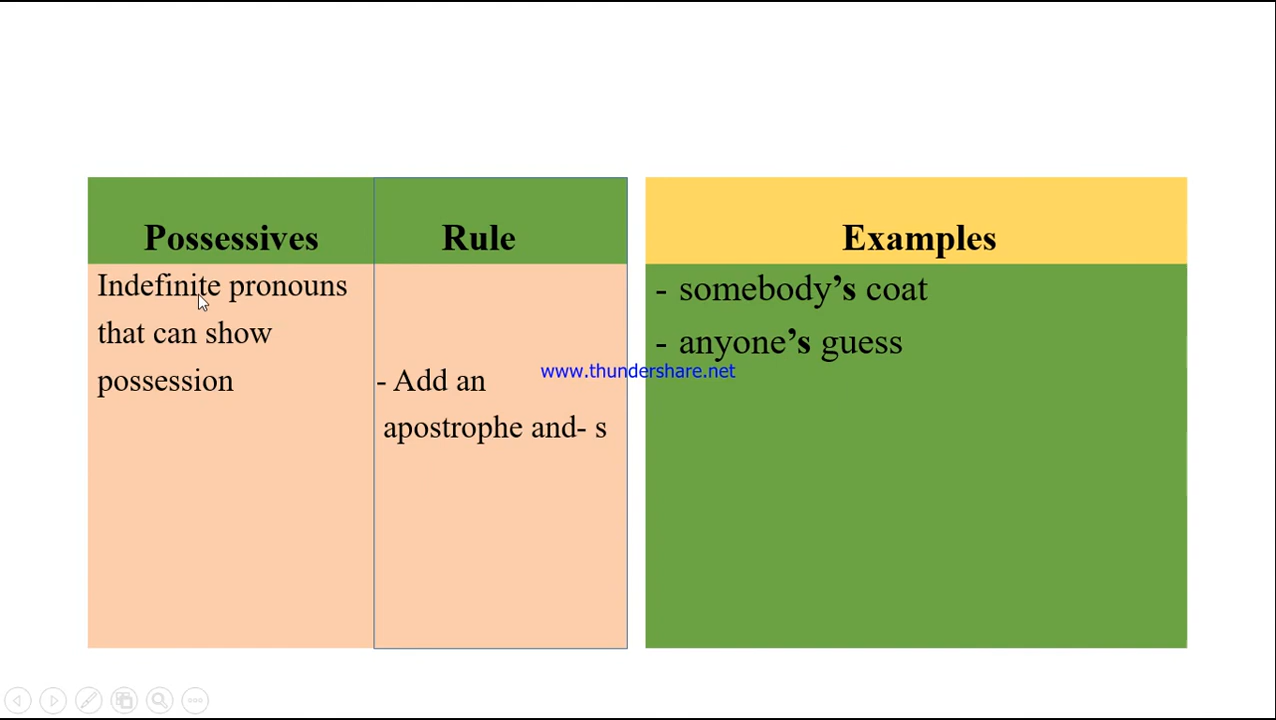 Possessives
Rule
Examples
Indefinite pronouns
that can show
possession
- Add an
apostrophe and- s
- somebody’s coat
- anyone’s guess
www.thundershare.net